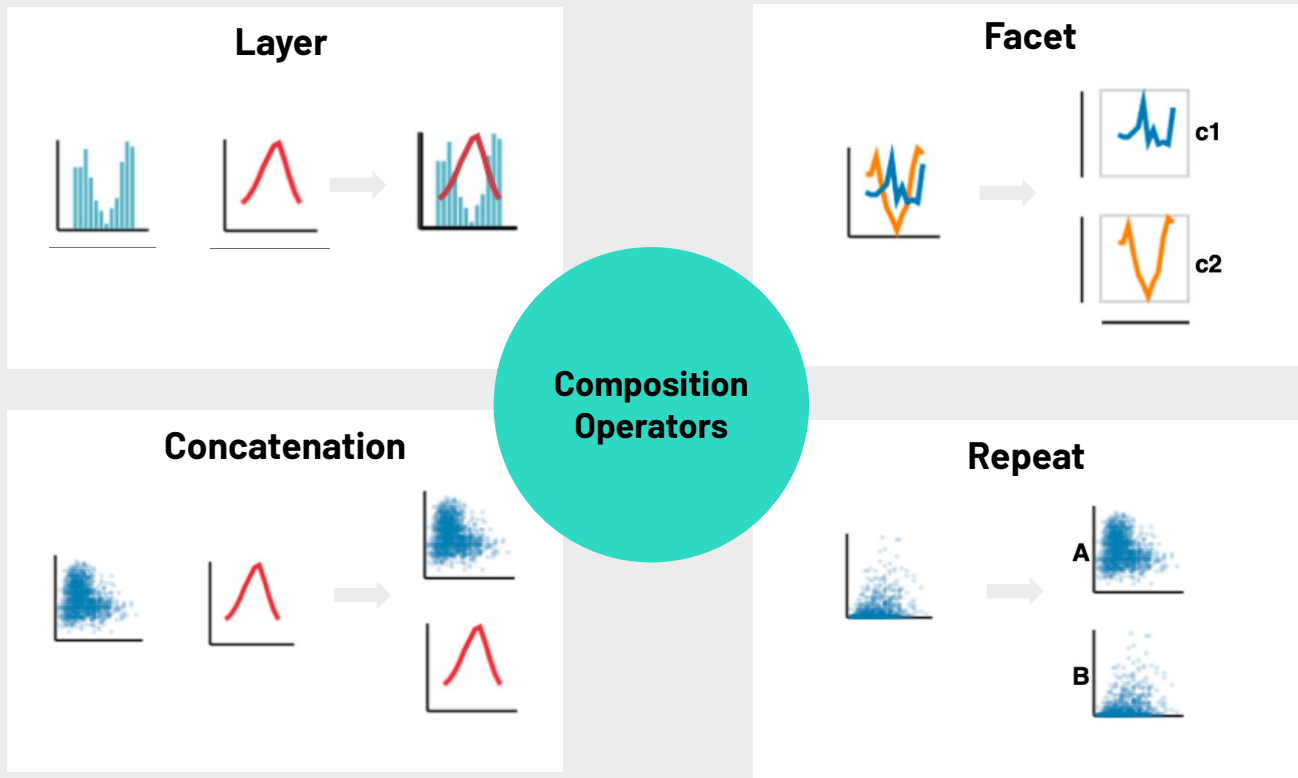 Layer
Facet
c1
c2
Composition
Operators
Concatenation
Repeat
A
B